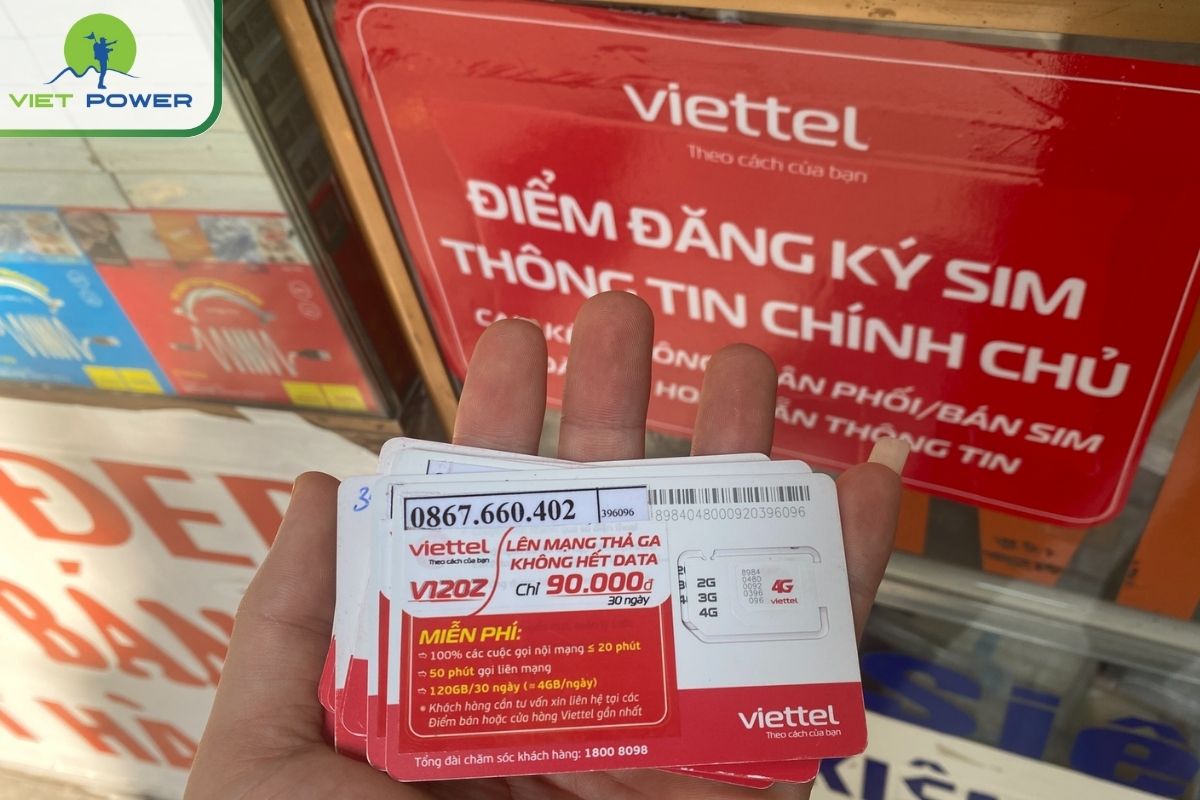 VIET POWER
viettel
Theo cách của bạn
ĐIỂM ĐĂNG KÝ SIM
THÔNG TIN CHÍNH CHỦ
PHỐI/BÁN SIM
THÔNG TIN
ĐẸP
BÁN
0867.660.402
396096
8984048000920396096
viettel
Theo cách của bạn
V120Z
LÊN MẠNG THẢ GA
KHÔNG HẾT DATA
Chỉ 90.000đ
30 ngày
2G
3G
4G
8984
0480
0092
0396
096
4G
viettel
MIỄN PHÍ:
⇨ 100% các cuộc gọi nội mạng ≤ 20 phút
⇨ 50 phút gọi liên mạng
⇨ 120GB/30 ngày (= 4GB/ngày)
* Khách hàng cần tư vấn xin liên hệ tại các
Điểm bán hoặc cửa hàng Viettel gần nhất
viettel
Theo cách của bạn
Tổng đài chăm sóc khách hàng: 1800 8098
Siê